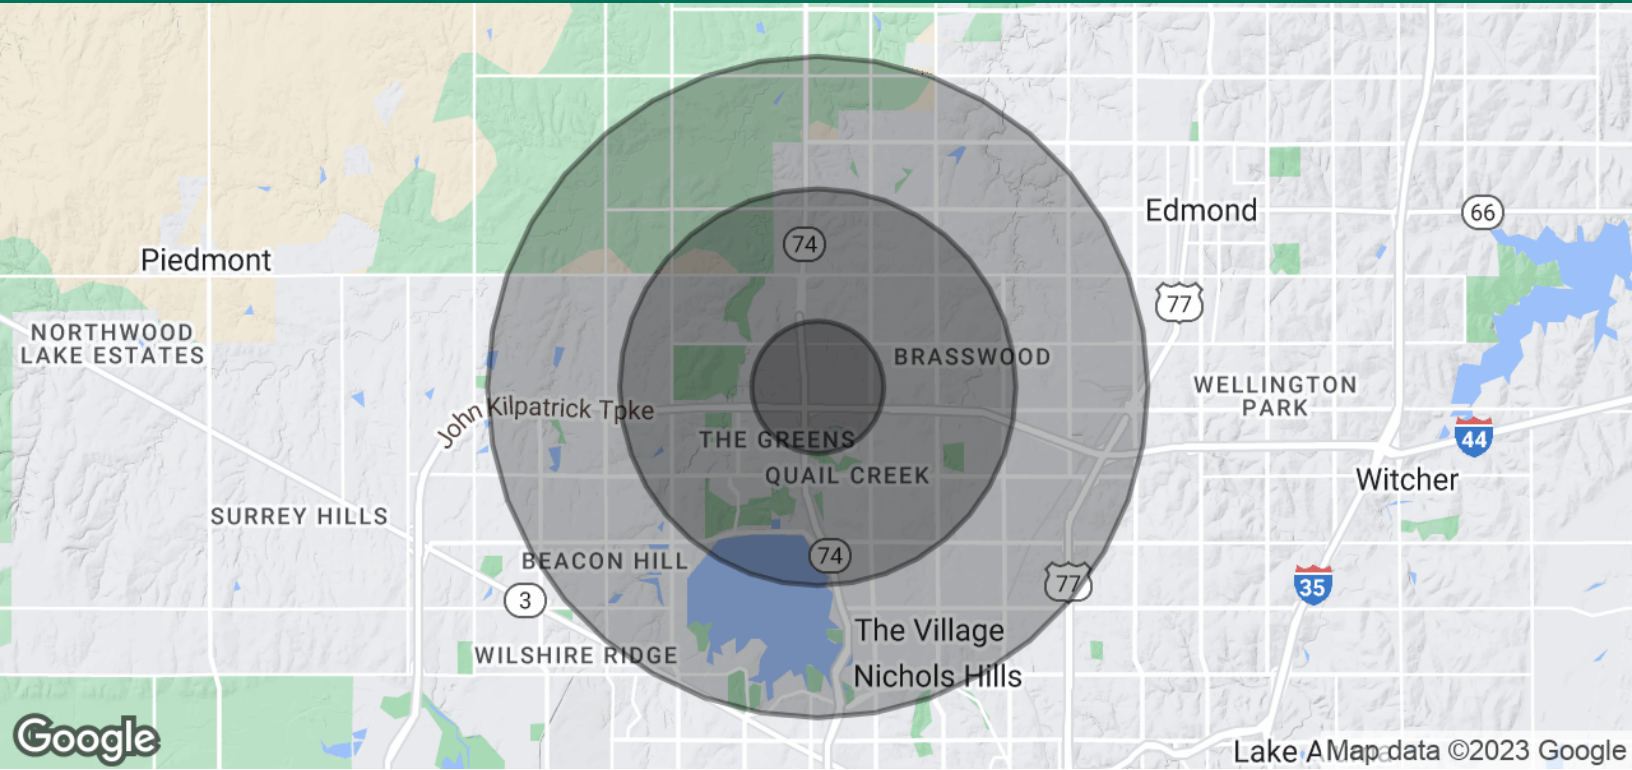 Edmond
66
74
Piedmont
77
NORTHWOOD
LAKE ESTATES
BRASSWOOD
WELLINGTON
PARK
John Kilpatrick Tpke
THE GREENS
44
QUAIL CREEK
Witcher
SURREY HILLS
BEACON HILL
74
77
35
3
The Village
WILSHIRE RIDGE
Nichols Hills
Google
Lake A
Map data ©2023 Google